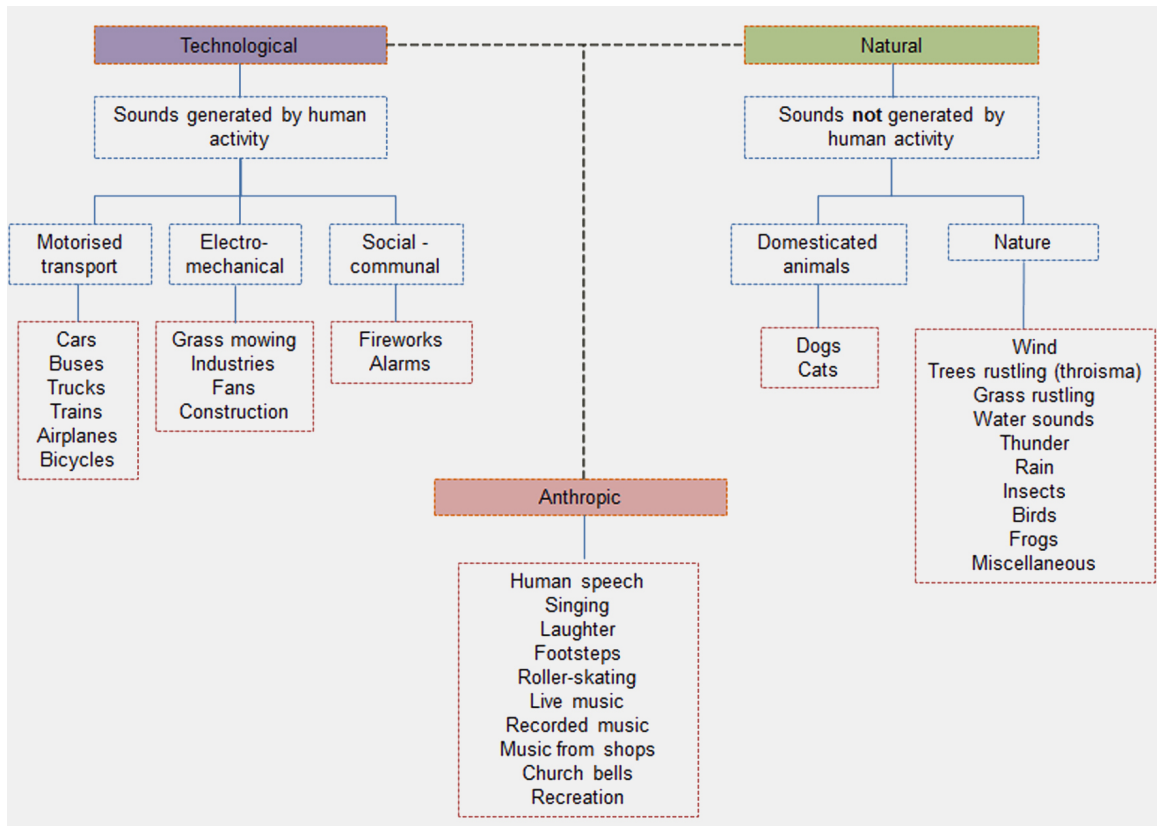 Technological
Natural
Sounds generated by human
activity
Sounds not generated by
human activity
Motorised
transport
Electro-
mechanical
Social -
communal
Domesticated
animals
Nature
Cars
Buses
Trucks
Trains
Airplanes
Bicycles
Grass mowing
Industries
Fans
Construction
Fireworks
Alarms
Dogs
Cats
Wind
Trees rustling (throisma)
Grass rustling
Water sounds
Thunder
Rain
Insects
Birds
Frogs
Miscellaneous
Anthropic
Human speech
Singing
Laughter
Footsteps
Roller-skating
Live music
Recorded music
Music from shops
Church bells
Recreation